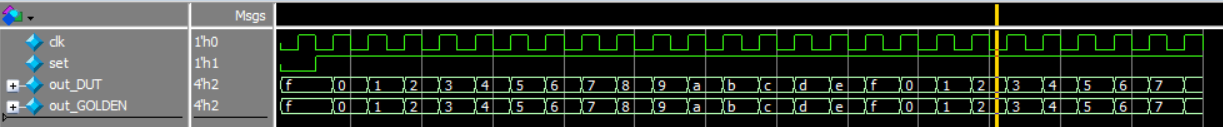 Msgs
clk 1'h0
set 1'h1
out_DUT 4'h2 f 0 1 2 3 4 5 6 7 8 9 a b c d e f 0 1 2 3 4 5 6 7
out_GOLDEN 4'h2 f 0 1 2 3 4 5 6 7 8 9 a b c d e f 0 1 2 3 4 5 6 7